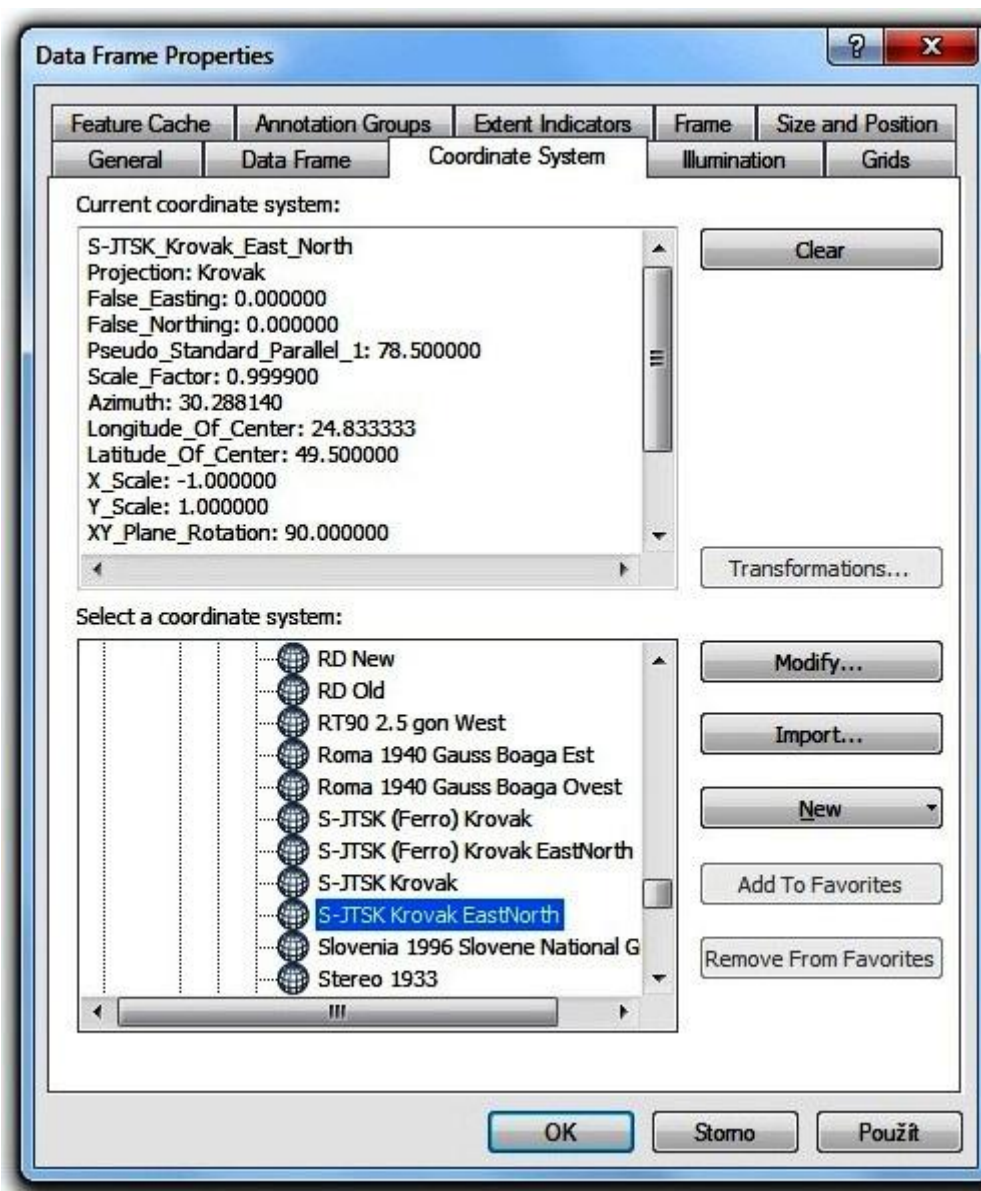 Data Frame Properties
Feature Cache Annotation Groups Extent Indicators Frame Size and Position
General Data Frame Coordinate System Illumination Grids
Current coordinate system:
S-JTSK_Krovak_East_North
Projection: Krovak
False_Easting: 0.000000
False_Northing: 0.000000
Pseudo_Standard_Parallel_1: 78.500000
Scale_Factor: 0.999900
Azimuth: 30.288140
Longitude_Of_Center: 24.833333
Latitude_Of_Center: 49.500000
X_Scale: -1.000000
Y_Scale: 1.000000
XY_Plane_Rotation: 90.000000
Clear
Transformations...
Select a coordinate system:
RD New
RD Old
RT90 2.5 gon West
Roma 1940 Gauss Boaga Est
Roma 1940 Gauss Boaga Ovest
S-JTSK (Ferro) Krovak
S-JTSK (Ferro) Krovak EastNorth
S-JTSK Krovak
S-JTSK Krovak EastNorth
Slovenia 1996 Slovene National G
Stereo 1933
Modify...
Import...
New
Add To Favorites
Remove From Favorites
OK Storno Použít